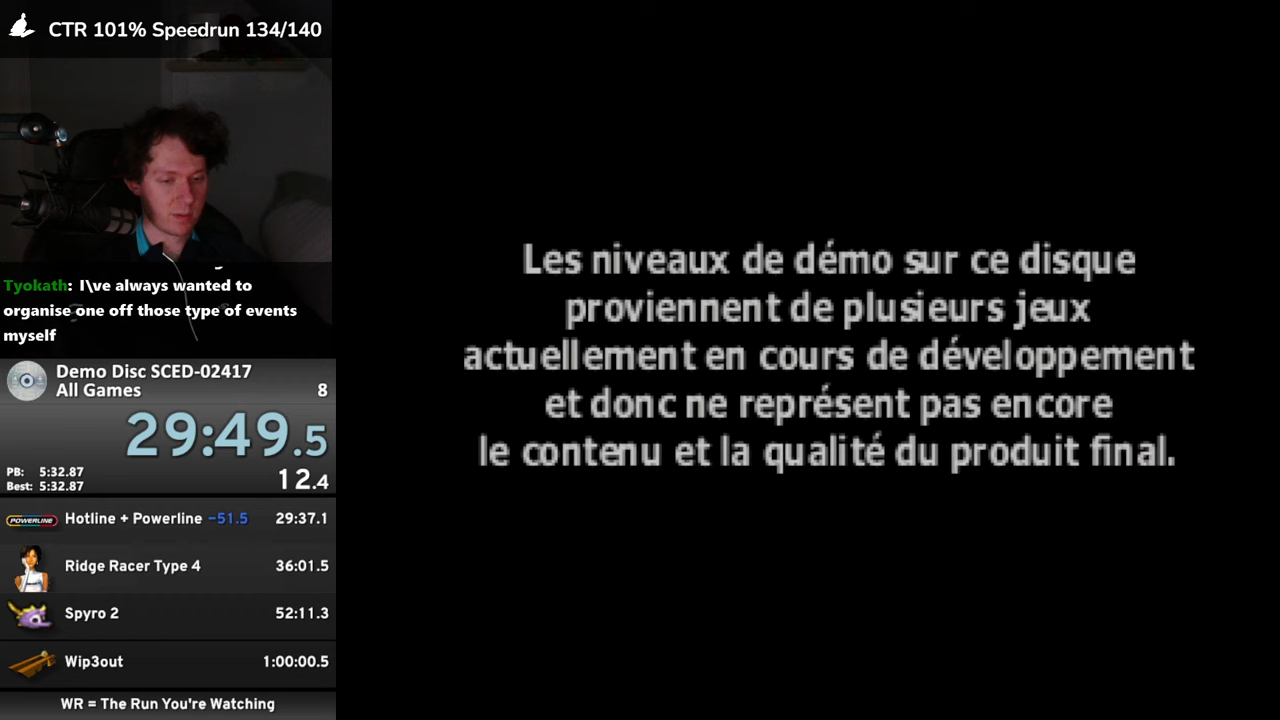 CTR 101% Speedrun 134/140
Tyokath: I\ve always wanted to
organise one off those type of events
myself
Demo Disc SCED-02417
All Games 8
29:49.5
PB: 5:32.87
Best: 5:32.87
12.4
POWERLINE Hotline + Powerline −51.5 29:37.1
Ridge Racer Type 4 36:01.5
Spyro 2 52:11.3
Wip3out 1:00:00.5
WR = The Run You're Watching
Les niveaux de démo sur ce disque
proviennent de plusieurs jeux
actuellement en cours de développement
et donc ne représent pas encore
le contenu et la qualité du produit final.